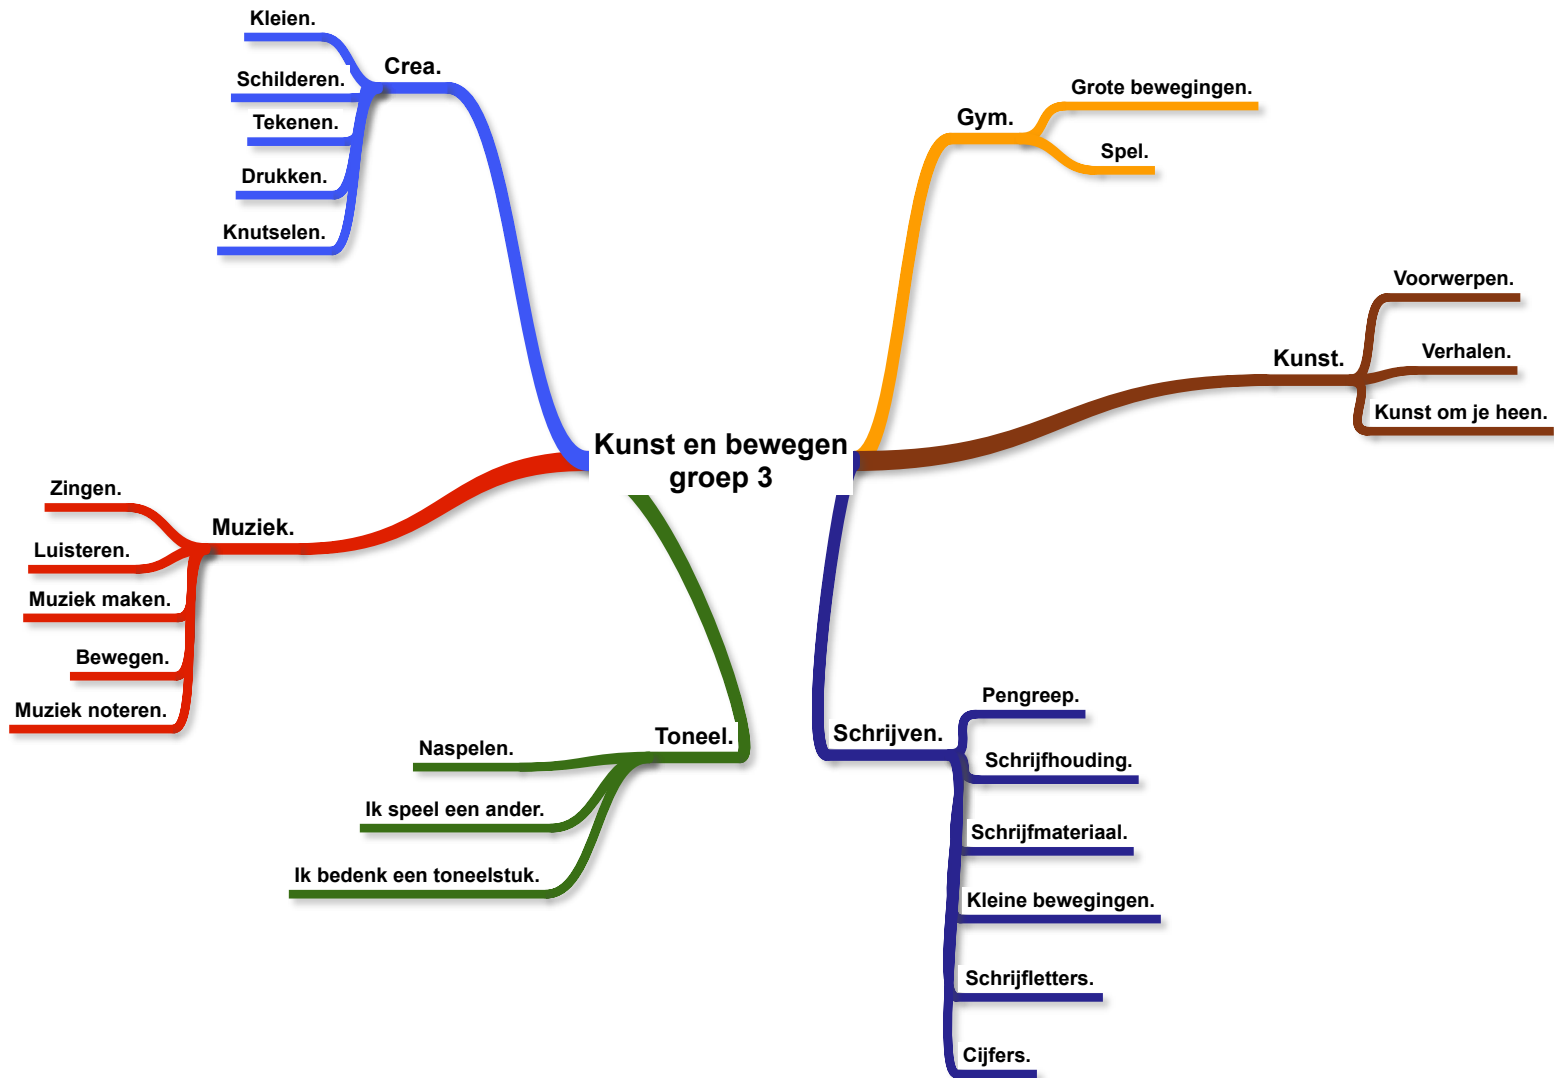 Kunst en bewegen
groep 3
Crea.
Kleien.
Schilderen.
Tekenen.
Drukken.
Knutselen.
Gym.
Grote bewegingen.
Spel.
Kunst.
Voorwerpen.
Verhalen.
Kunst om je heen.
Muziek.
Zingen.
Luisteren.
Muziek maken.
Bewegen.
Muziek noteren.
Toneel.
Naspelen.
Ik speel een ander.
Ik bedenk een toneelstuk.
Schrijven.
Pengreep.
Schrijfhouding.
Schrijfmateriaal.
Kleine bewegingen.
Schrijfletters.
Cijfers.